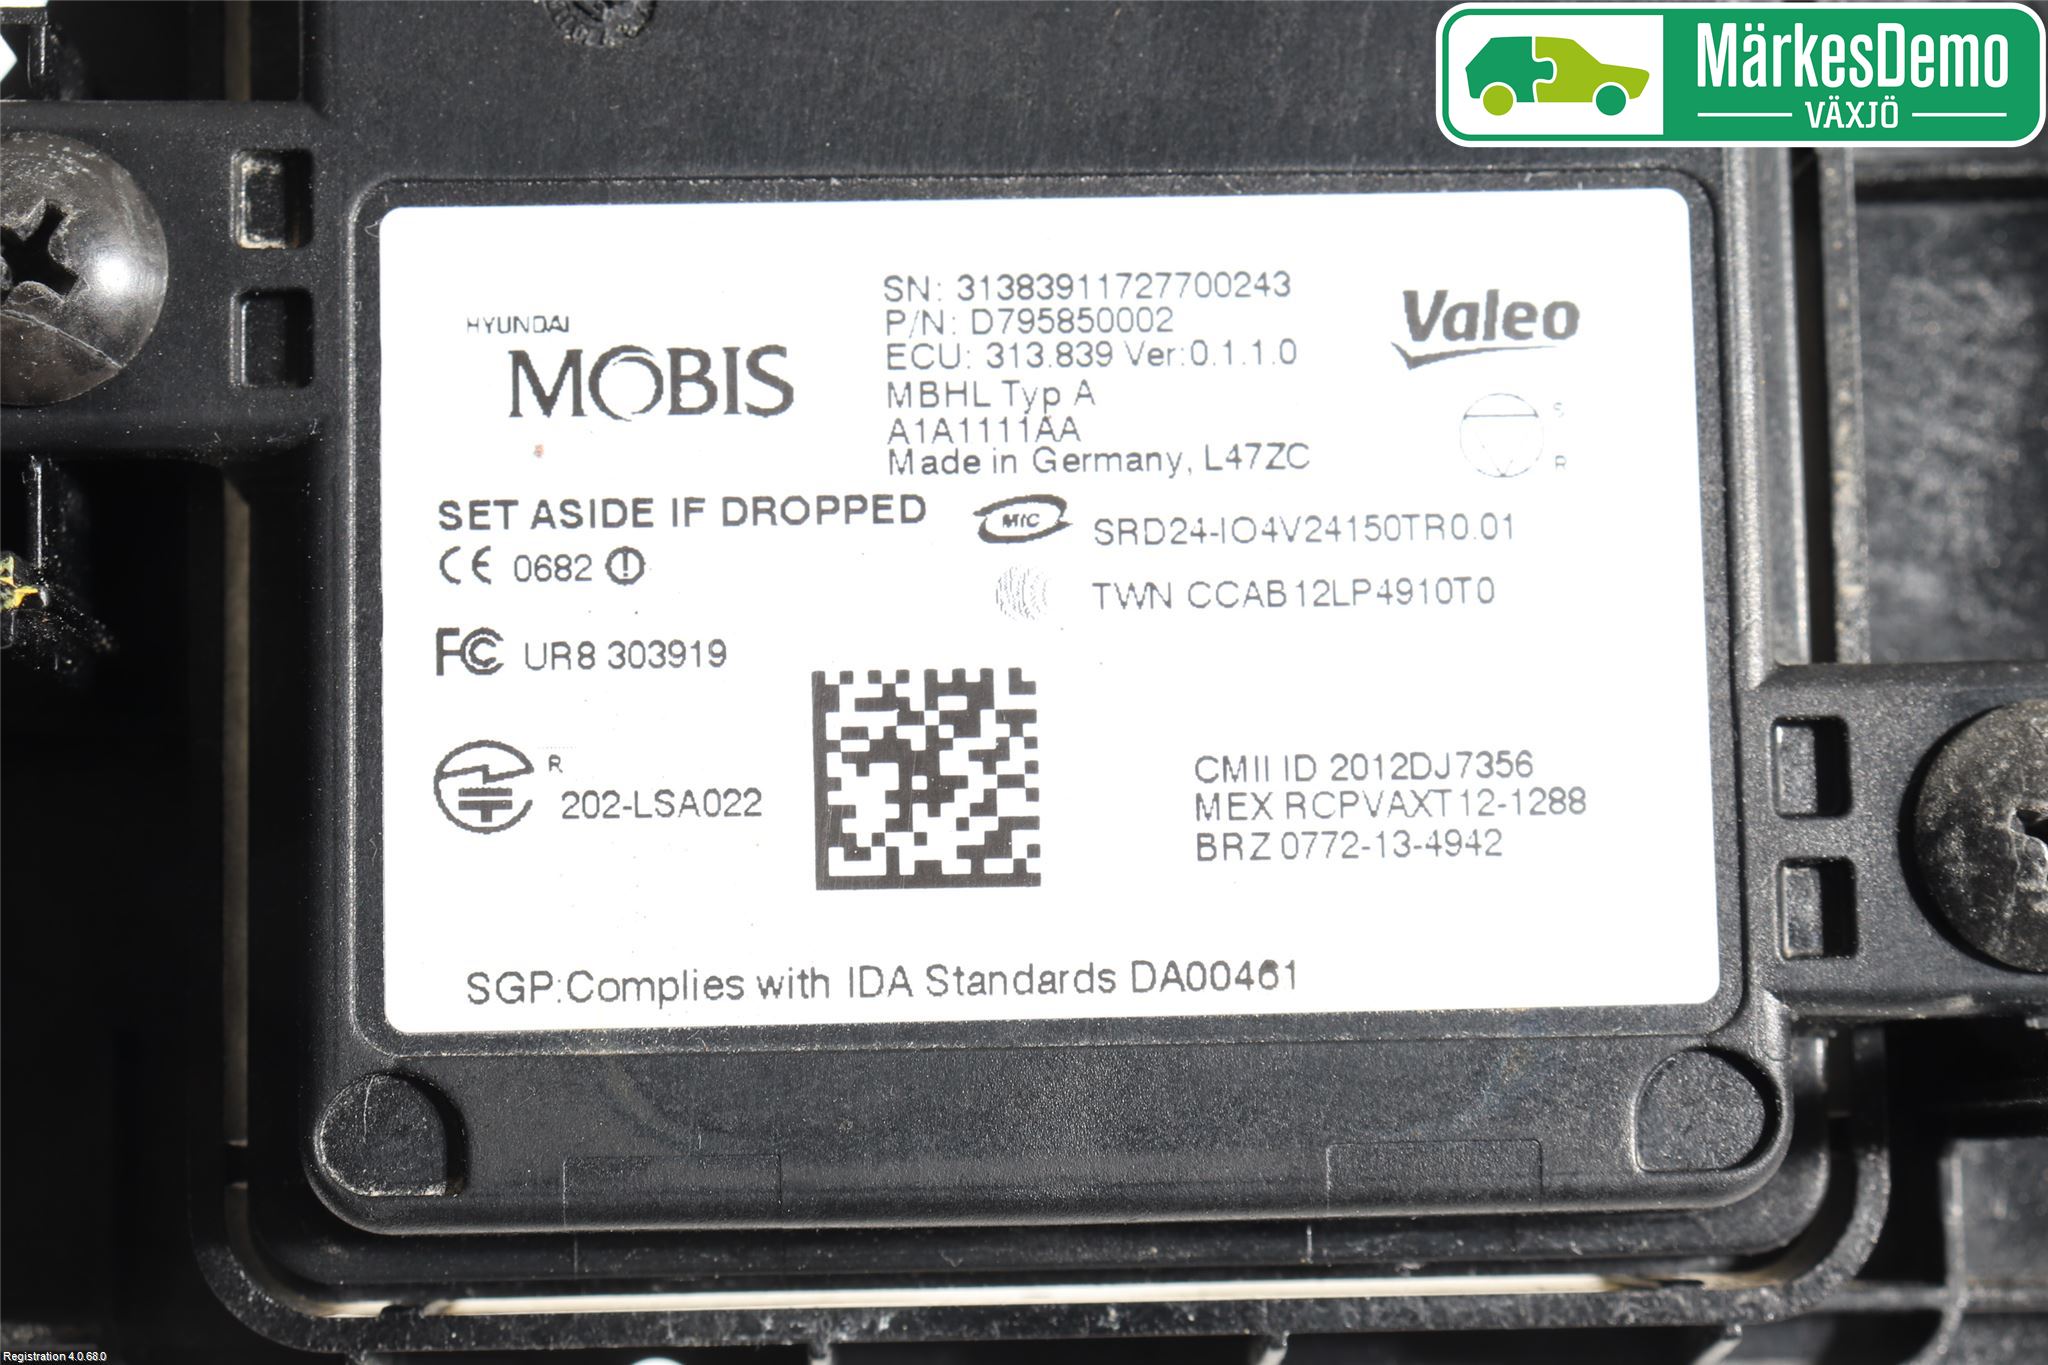 MärkesDemo
VÄXJÖ
HYUNDAI
MOBIS
SN: 31383911727700243
P/N: D795850002
ECU: 313.839 Ver:0.1.1.0
MBHL Typ A
A1A1111AA
Made in Germany, L47ZC
Valeo
S
R
SET ASIDE IF DROPPED
CE 0682
MIC SRD24-IO4V24150TR0.01
TWN CCAB12LP4910T0
FC UR8 303919
R
202-LSA022
CMII ID 2012DJ7356
MEX RCPVAXT12-1288
BRZ 0772-13-4942
SGP:Complies with IDA Standards DA00461
Registration 4.0.68.0